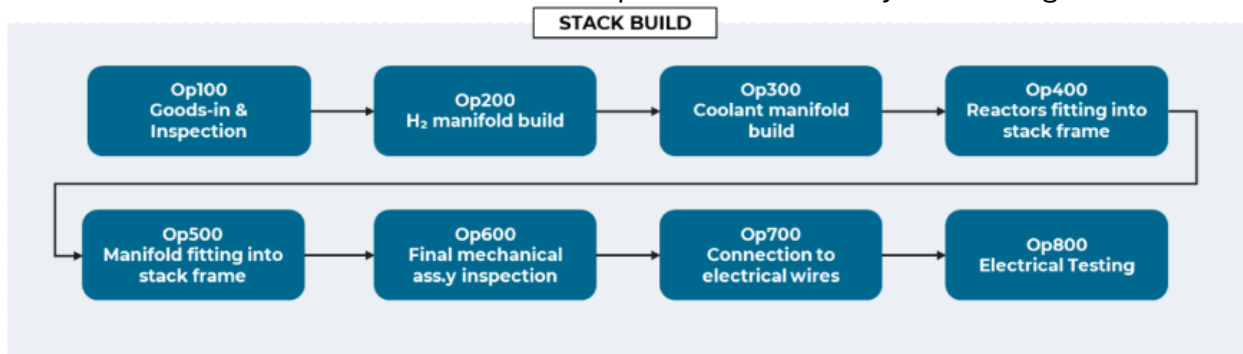 STACK BUILD
Op100
Goods-in &
Inspection
Op200
H₂ manifold build
Op300
Coolant manifold
build
Op400
Reactors fitting into
stack frame
Op500
Manifold fitting into
stack frame
Op600
Final mechanical
ass.y inspection
Op700
Connection to
electrical wires
Op800
Electrical Testing